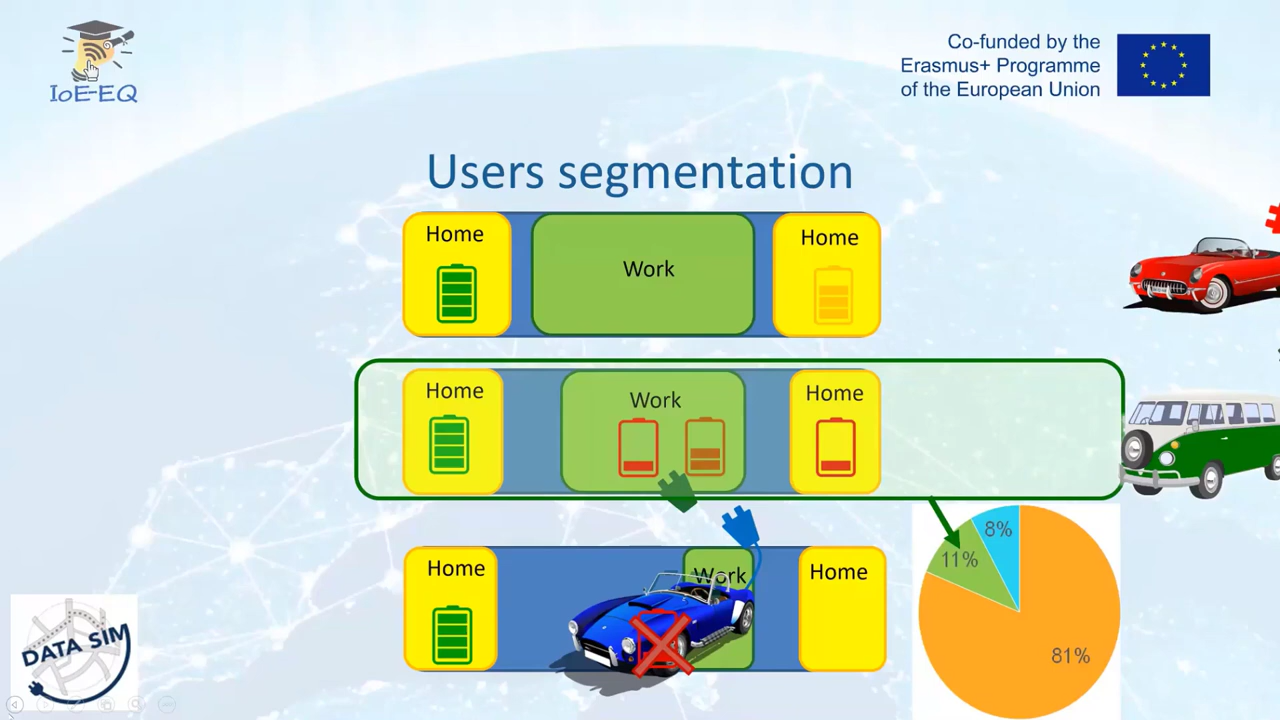 IoE-EQ
Co-funded by the
Erasmus+ Programme
of the European Union
Users segmentation
Home
Work
Home
Home
Work
Home
Home
Work
Home
8%
11%
81%
DATA SIM